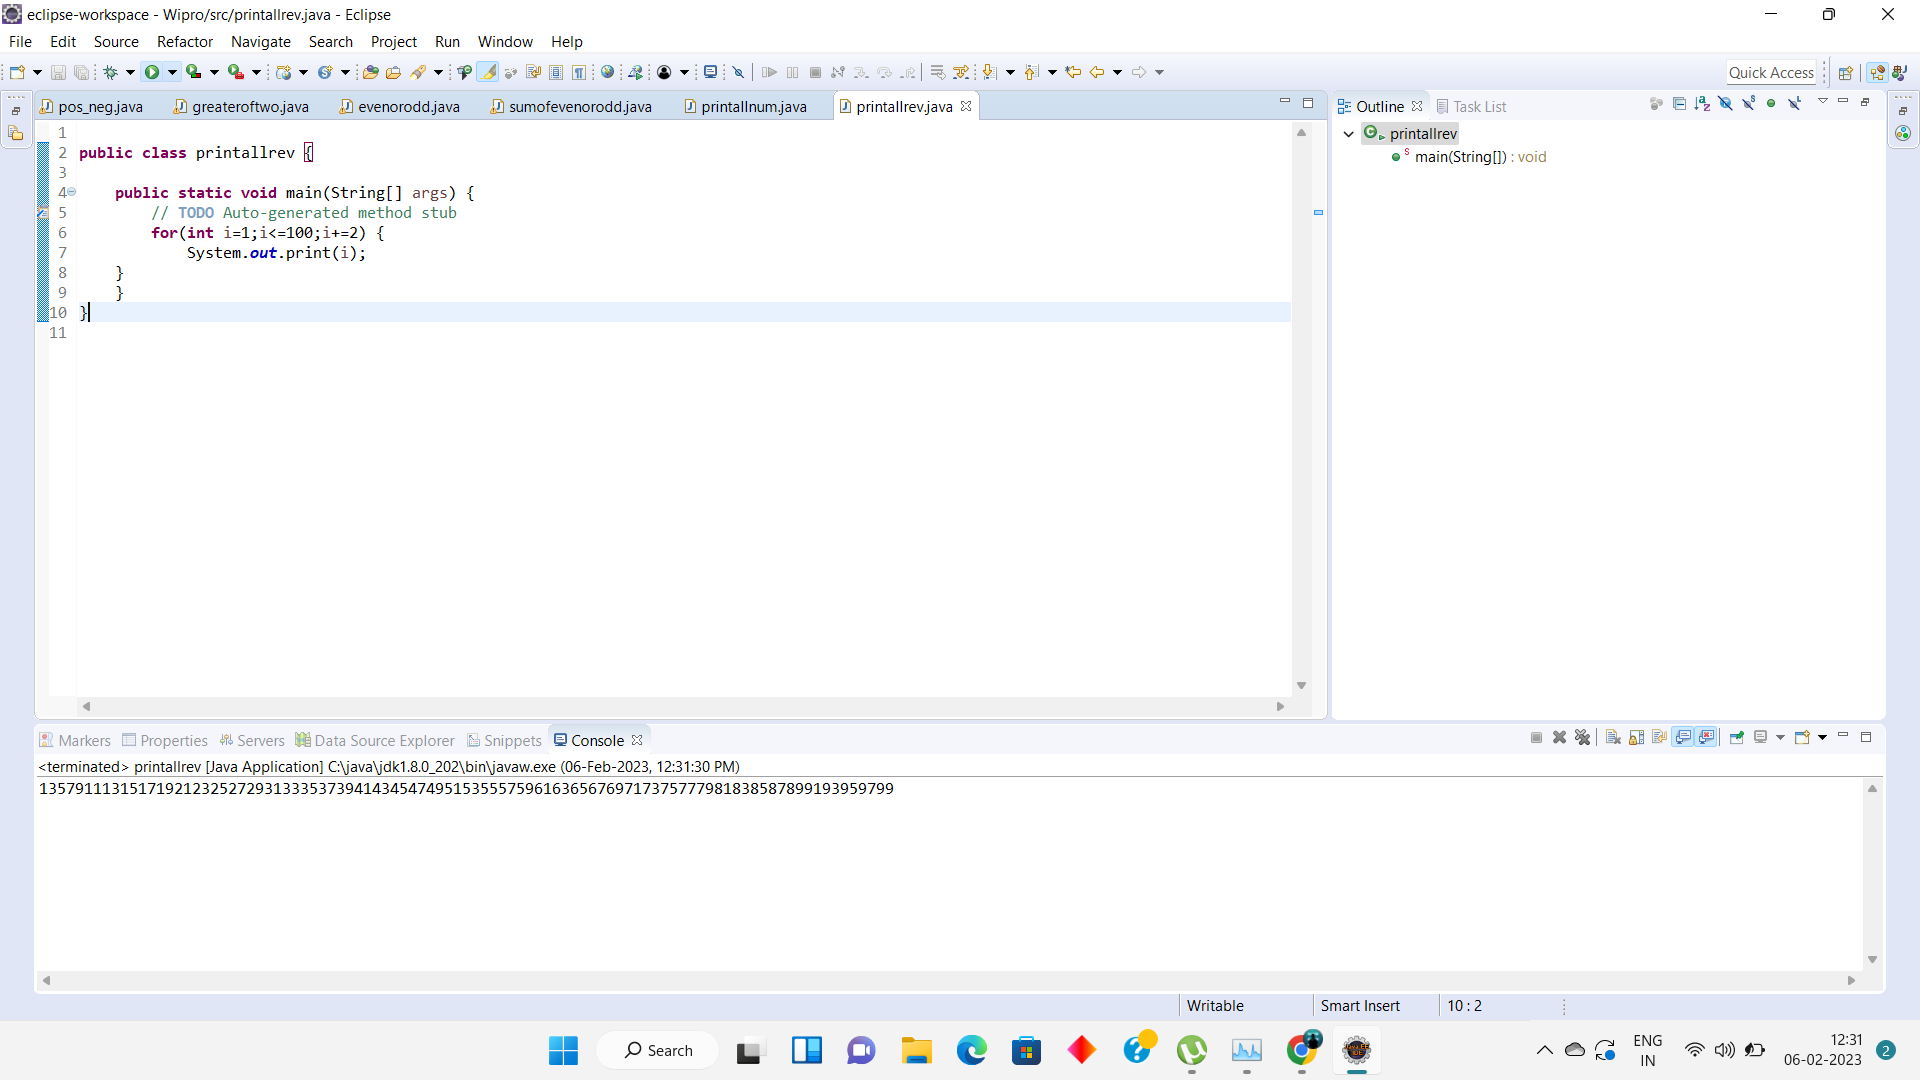 eclipse-workspace - Wipro/src/printallrev.java - Eclipse
File Edit Source Refactor Navigate Search Project Run Window Help
Quick Access
pos_neg.java greateroftwo.java evenorodd.java sumofevenorodd.java printallnum.java printallrev.java
Outline Task List
1
2 public class printallrev {
3
4 public static void main(String[] args) {
5 // TODO Auto-generated method stub
6 for(int i=1;i<=100;i+=2) {
7 System.out.print(i);
8 }
9 }
10 }
11
printallrev
main(String[]) : void
Markers Properties Servers Data Source Explorer Snippets Console
<terminated> printallrev [Java Application] C:\java\jdk1.8.0_202\bin\javaw.exe (06-Feb-2023, 12:31:30 PM)
13579111315171921232527293133353739414345474951535557596163656769717375777981838587899193959799
Writable Smart Insert 10 : 2
Search
ENG
IN
12:31
06-02-2023
2